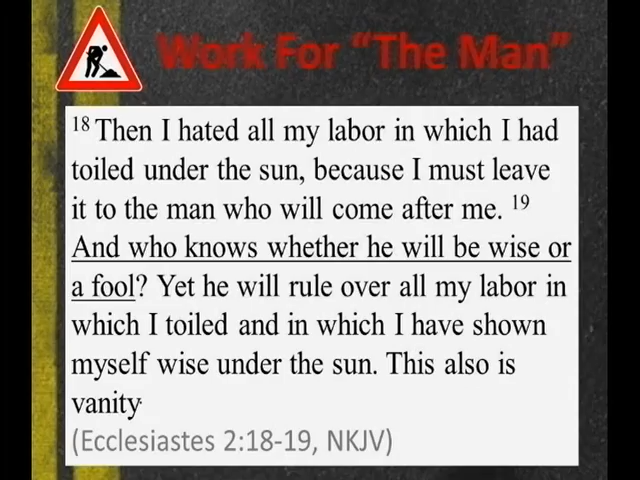 Work For “The Man”
18 Then I hated all my labor in which I had
toiled under the sun, because I must leave
it to the man who will come after me. 19
And who knows whether he will be wise or
a fool? Yet he will rule over all my labor in
which I toiled and in which I have shown
myself wise under the sun. This also is
vanity.
(Ecclesiastes 2:18-19, NKJV)